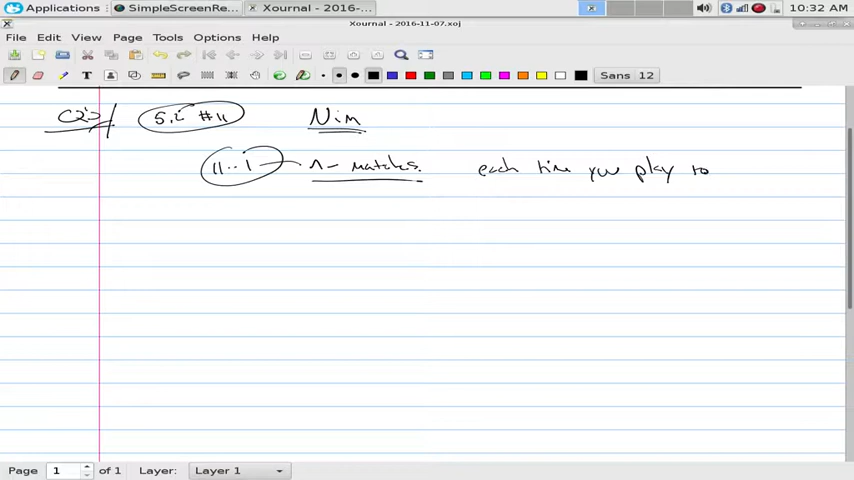 Applications SimpleScreenRe... Xournal - 2016-11-07... 10:32 AM
Xournal - 2016-11-07.xoj
File Edit View Page Tools Options Help
T Sans 12
5.2 #11 Nim
11...1 n- matches. each time you play to
Page 1 of 1 Layer: Layer 1